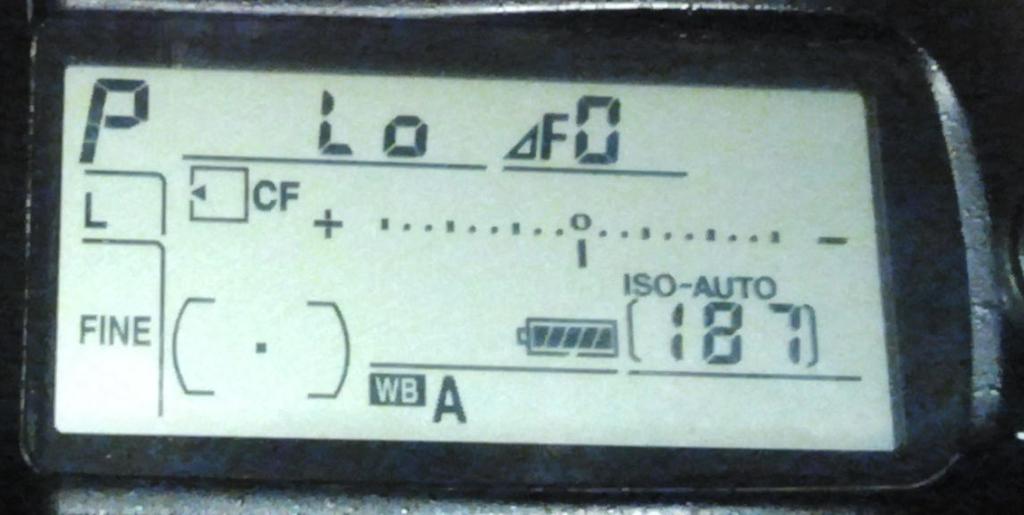 P Lo ⊿F0
L CF + o −
ISO-AUTO
FINE [187]
WB A